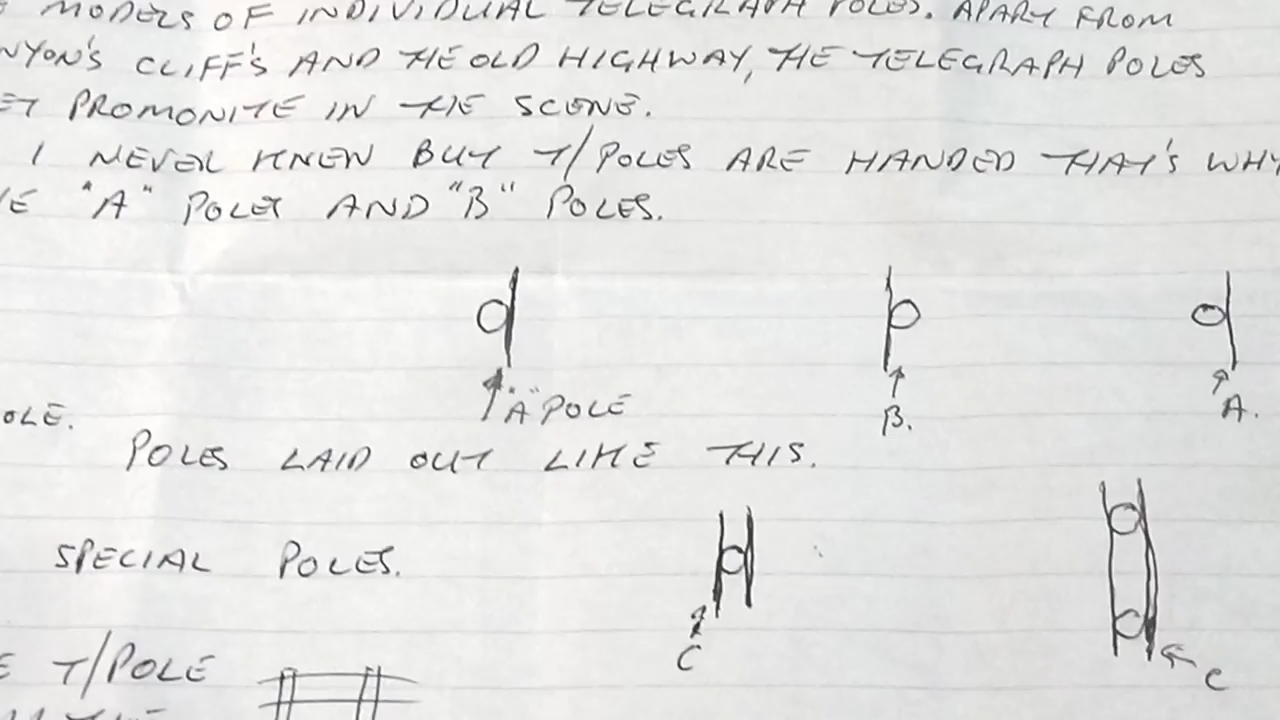 MODELS OF INDIVIDUAL TELEGRAPH POLES. APART FROM
NYON'S CLIFF'S AND THE OLD HIGHWAY, THE TELEGRAPH POLES
PROMONITE IN THE SCENE.
I NEVER KNEW BUT T/POLES ARE HANDED THAT'S WHY
"A" POLES AND "B" POLES.
"A" POLE
B.
A.
OLE.
POLES LAID OUT LIKE THIS.
SPECIAL POLES.
C
C
E T/POLE